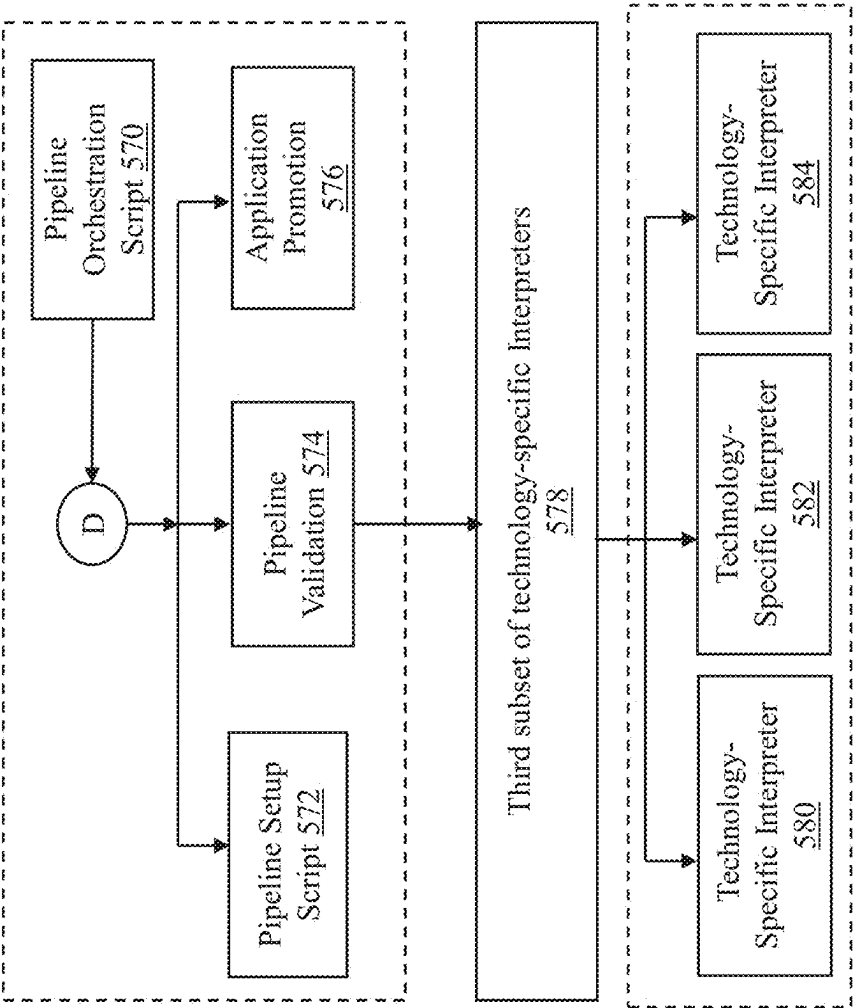 Pipeline
Orchestration
Script 570
D
Pipeline Setup
Script 572
Pipeline
Validation 574
Application
Promotion
576
Third subset of technology-specific Interpreters
578
Technology-
Specific Interpreter
580
Technology-
Specific Interpreter
582
Technology-
Specific Interpreter
584